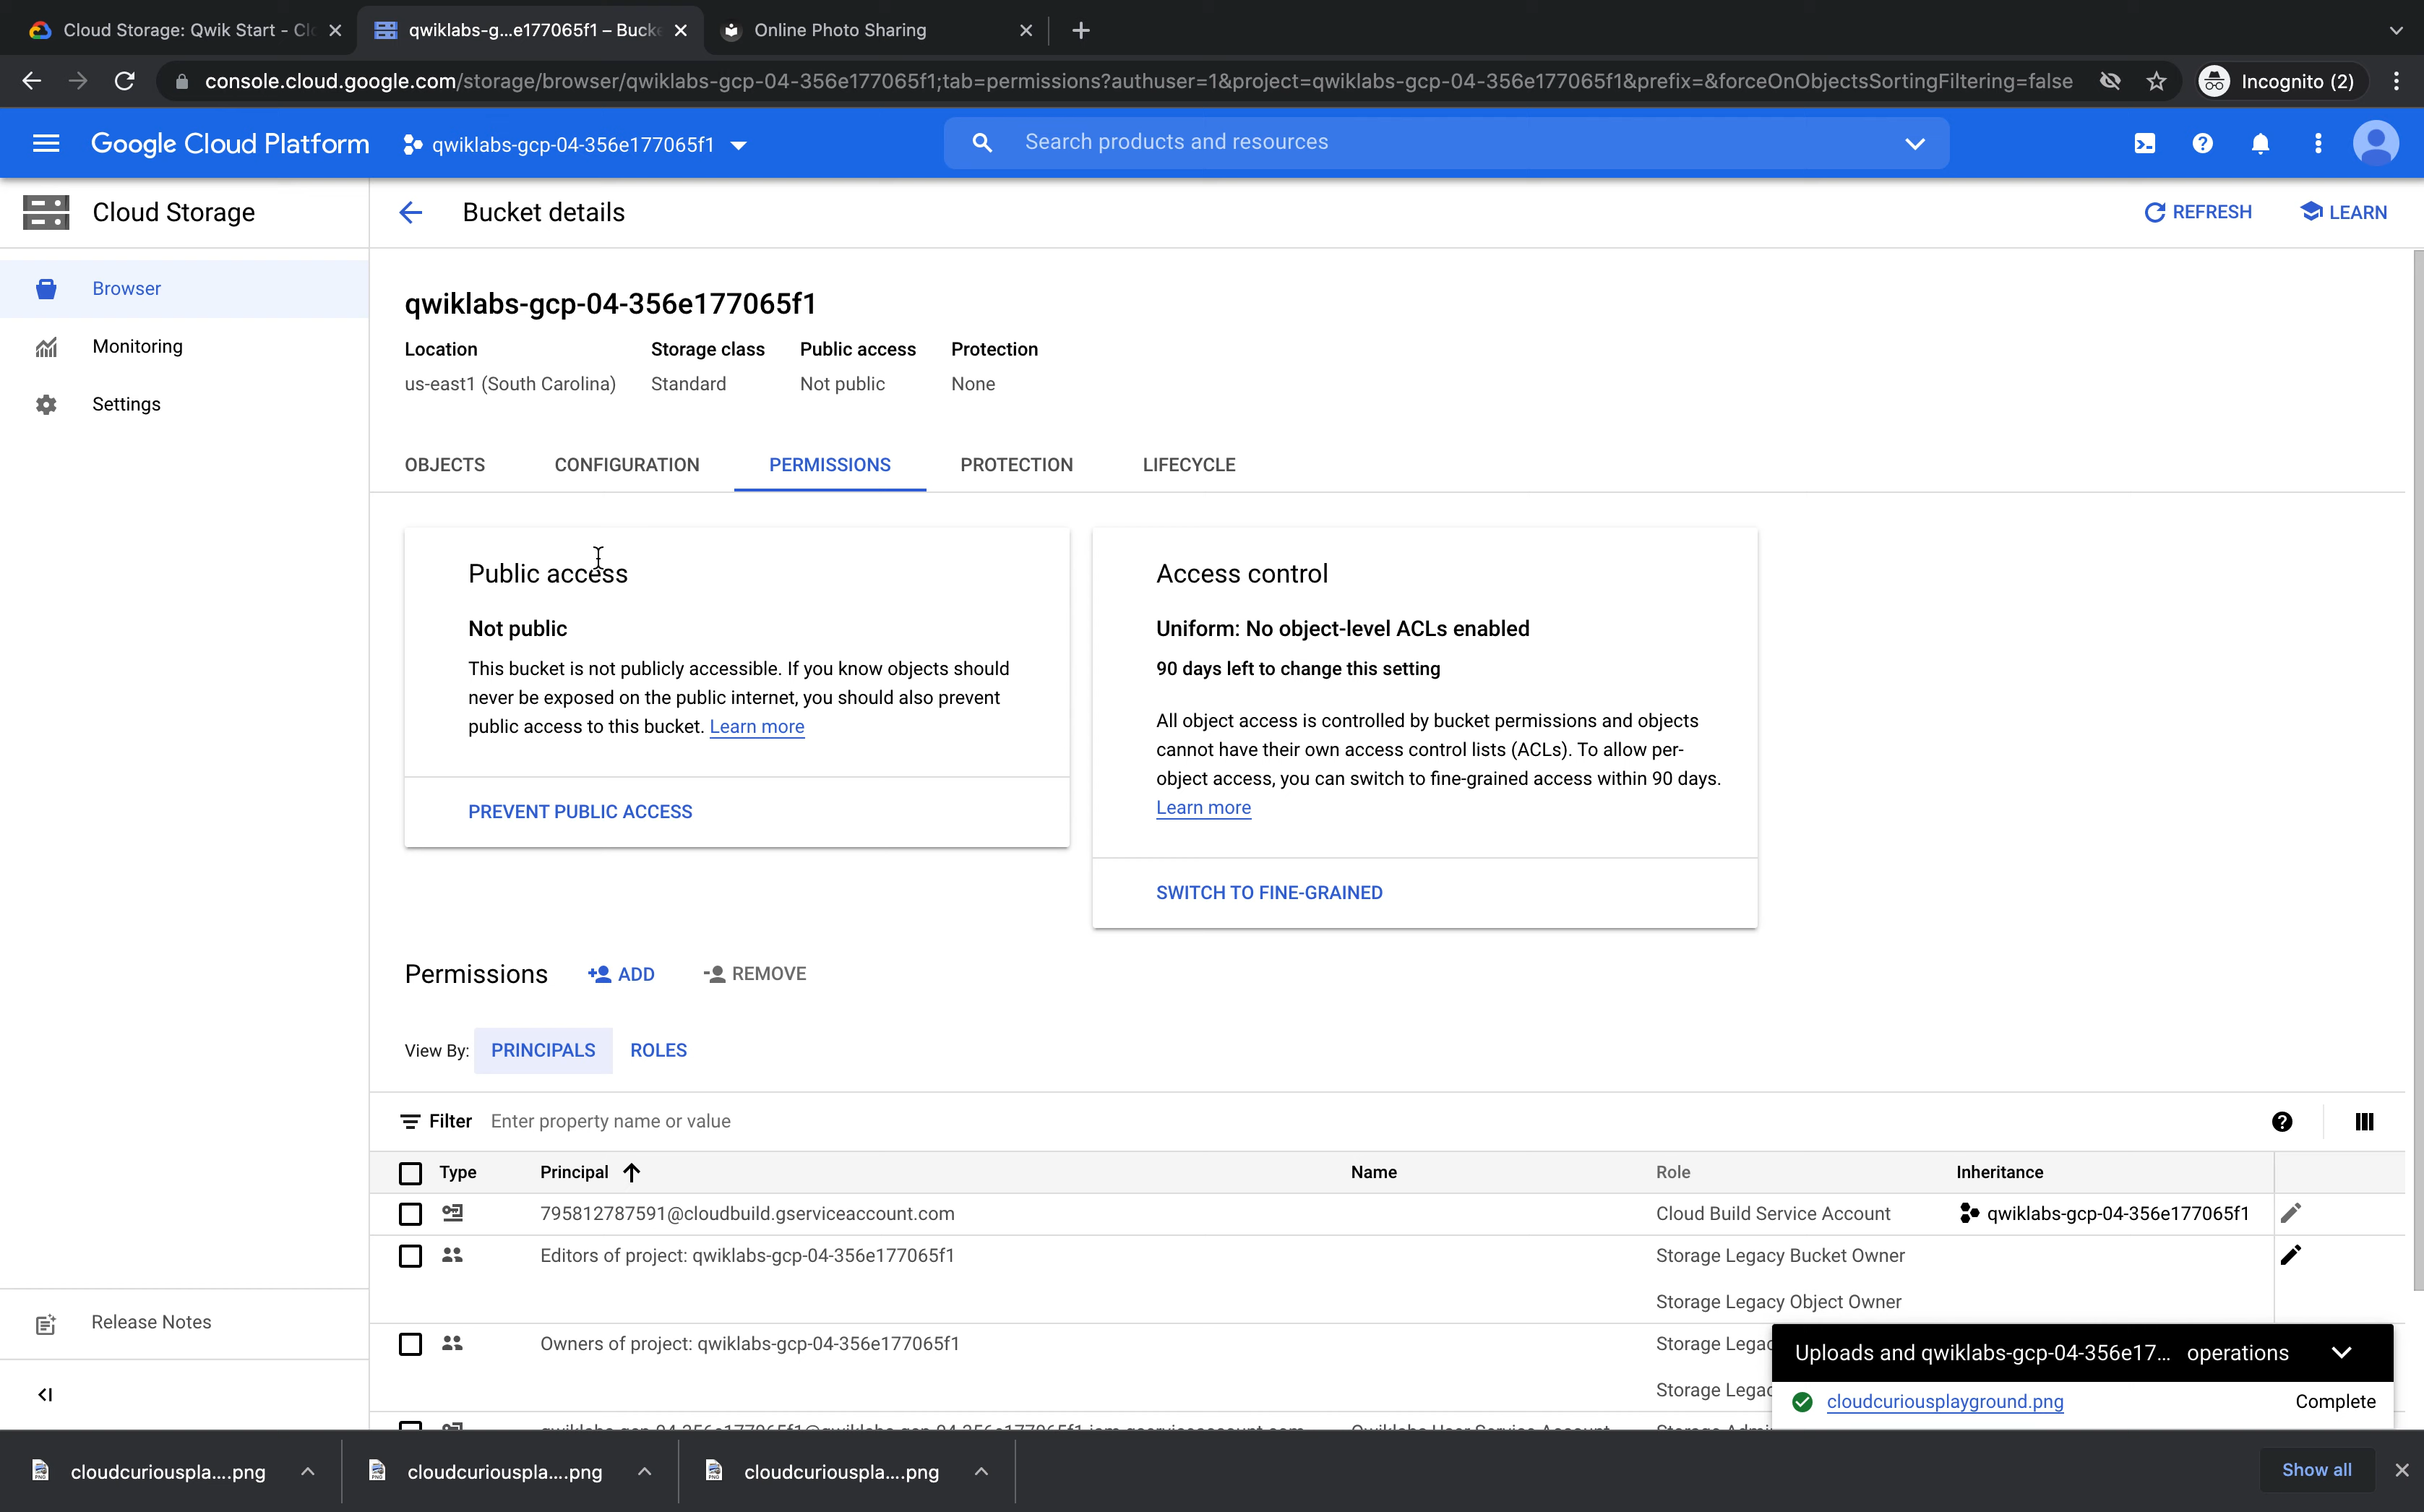 Cloud Storage: Qwik Start - Clo
qwiklabs-g...e177065f1 – Bucke
Online Photo Sharing
console.cloud.google.com/storage/browser/qwiklabs-gcp-04-356e177065f1;tab=permissions?authuser=1&project=qwiklabs-gcp-04-356e177065f1&prefix=&forceOnObjectsSortingFiltering=false
Incognito (2)
Google Cloud Platform
qwiklabs-gcp-04-356e177065f1
Search products and resources
Cloud Storage
Bucket details
REFRESH
LEARN
Browser
Monitoring
Settings
qwiklabs-gcp-04-356e177065f1
Location Storage class Public access Protection
us-east1 (South Carolina) Standard Not public None
OBJECTS CONFIGURATION PERMISSIONS PROTECTION LIFECYCLE
Public access
Not public
This bucket is not publicly accessible. If you know objects should
never be exposed on the public internet, you should also prevent
public access to this bucket. Learn more
PREVENT PUBLIC ACCESS
Access control
Uniform: No object-level ACLs enabled
90 days left to change this setting
All object access is controlled by bucket permissions and objects
cannot have their own access control lists (ACLs). To allow per-
object access, you can switch to fine-grained access within 90 days.
Learn more
SWITCH TO FINE-GRAINED
Permissions ADD REMOVE
View By: PRINCIPALS ROLES
Filter Enter property name or value
Type Principal Name Role Inheritance
795812787591@cloudbuild.gserviceaccount.com Cloud Build Service Account qwiklabs-gcp-04-356e177065f1
Editors of project: qwiklabs-gcp-04-356e177065f1 Storage Legacy Bucket Owner
Storage Legacy Object Owner
Owners of project: qwiklabs-gcp-04-356e177065f1 Storage Legac
Storage Legac
Release Notes
Uploads and qwiklabs-gcp-04-356e17... operations
cloudcuriousplayground.png Complete
cloudcuriouspla....png
cloudcuriouspla....png
cloudcuriouspla....png
Show all